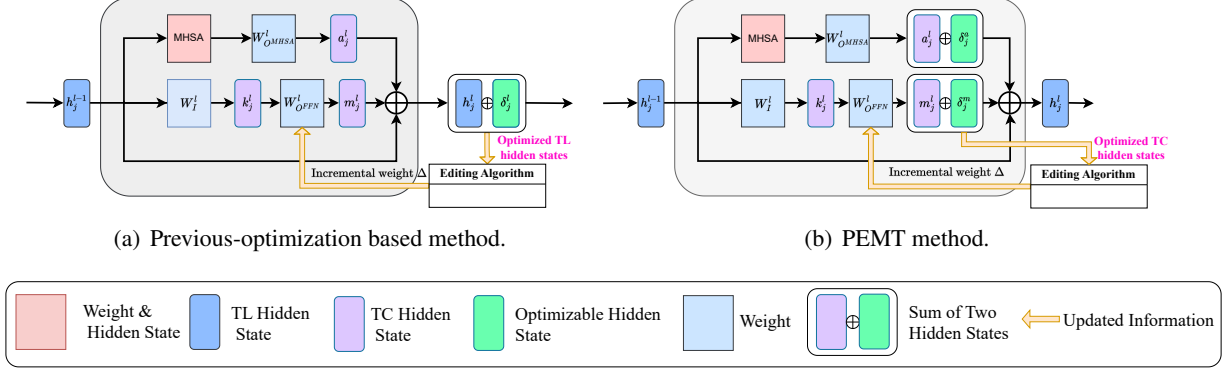 MHSA
W^l_{O^{MHSA}}
a^l_j
h^{l-1}_j
W^l_I
k^l_j
W^l_{O^{FFN}}
m^l_j
h^l_j ⊕ δ^l_j
Optimized TL
hidden states
Incremental weight Δ
Editing Algorithm
(a) Previous-optimization based method.
MHSA
W^l_{O^{MHSA}}
a^l_j ⊕ δ^a_j
h^{l-1}_j
W^l_I
k^l_j
W^l_{O^{FFN}}
m^l_j ⊕ δ^m_j
h^l_j
Optimized TC
hidden states
Incremental weight Δ
Editing Algorithm
(b) PEMT method.
Weight &
Hidden State
TL Hidden
State
TC Hidden
State
Optimizable Hidden
State
Weight
Sum of Two
Hidden States
Updated Information